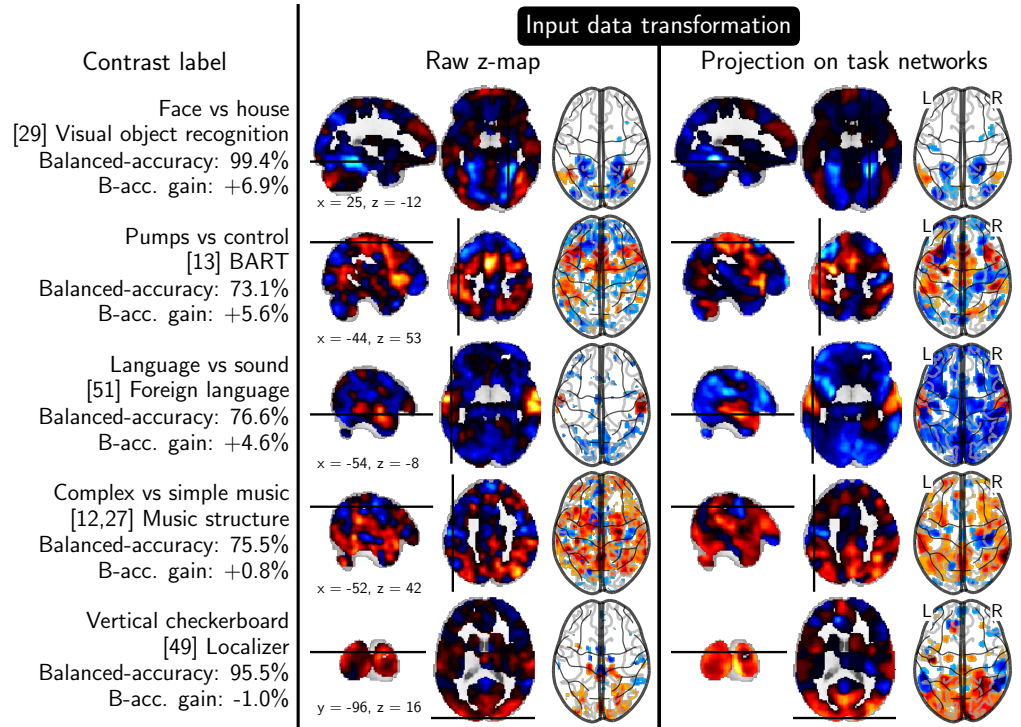 Input data transformation
Contrast label
Raw z-map
Projection on task networks
Face vs house
[29] Visual object recognition
Balanced-accuracy: 99.4%
B-acc. gain: +6.9%
x = 25, z = -12
L R
Pumps vs control
[13] BART
Balanced-accuracy: 73.1%
B-acc. gain: +5.6%
x = -44, z = 53
L R
Language vs sound
[51] Foreign language
Balanced-accuracy: 76.6%
B-acc. gain: +4.6%
x = -54, z = -8
L R
Complex vs simple music
[12,27] Music structure
Balanced-accuracy: 75.5%
B-acc. gain: +0.8%
x = -52, z = 42
L R
Vertical checkerboard
[49] Localizer
Balanced-accuracy: 95.5%
B-acc. gain: -1.0%
y = -96, z = 16
L R